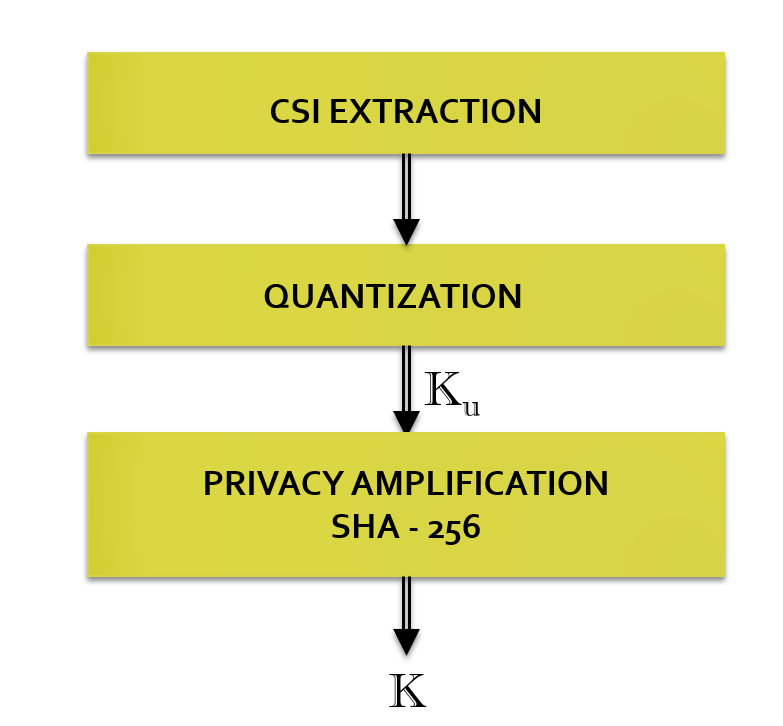 CSI EXTRACTION
QUANTIZATION
𝕂u
PRIVACY AMPLIFICATION
SHA - 256
𝕂